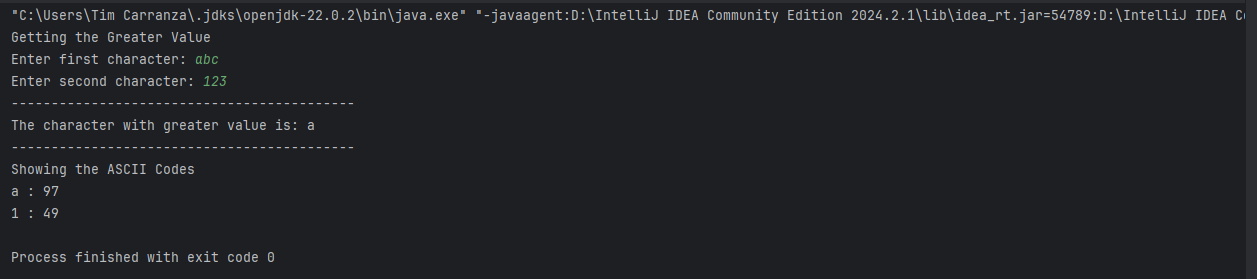 "C:\Users\Tim Carranza\.jdks\openjdk-22.0.2\bin\java.exe" "-javaagent:D:\IntelliJ IDEA Community Edition 2024.2.1\lib\idea_rt.jar=54789:D:\IntelliJ IDEA
Getting the Greater Value
Enter first character: abc
Enter second character: 123
-------------------------------------------
The character with greater value is: a
-------------------------------------------
Showing the ASCII Codes
a : 97
1 : 49
Process finished with exit code 0